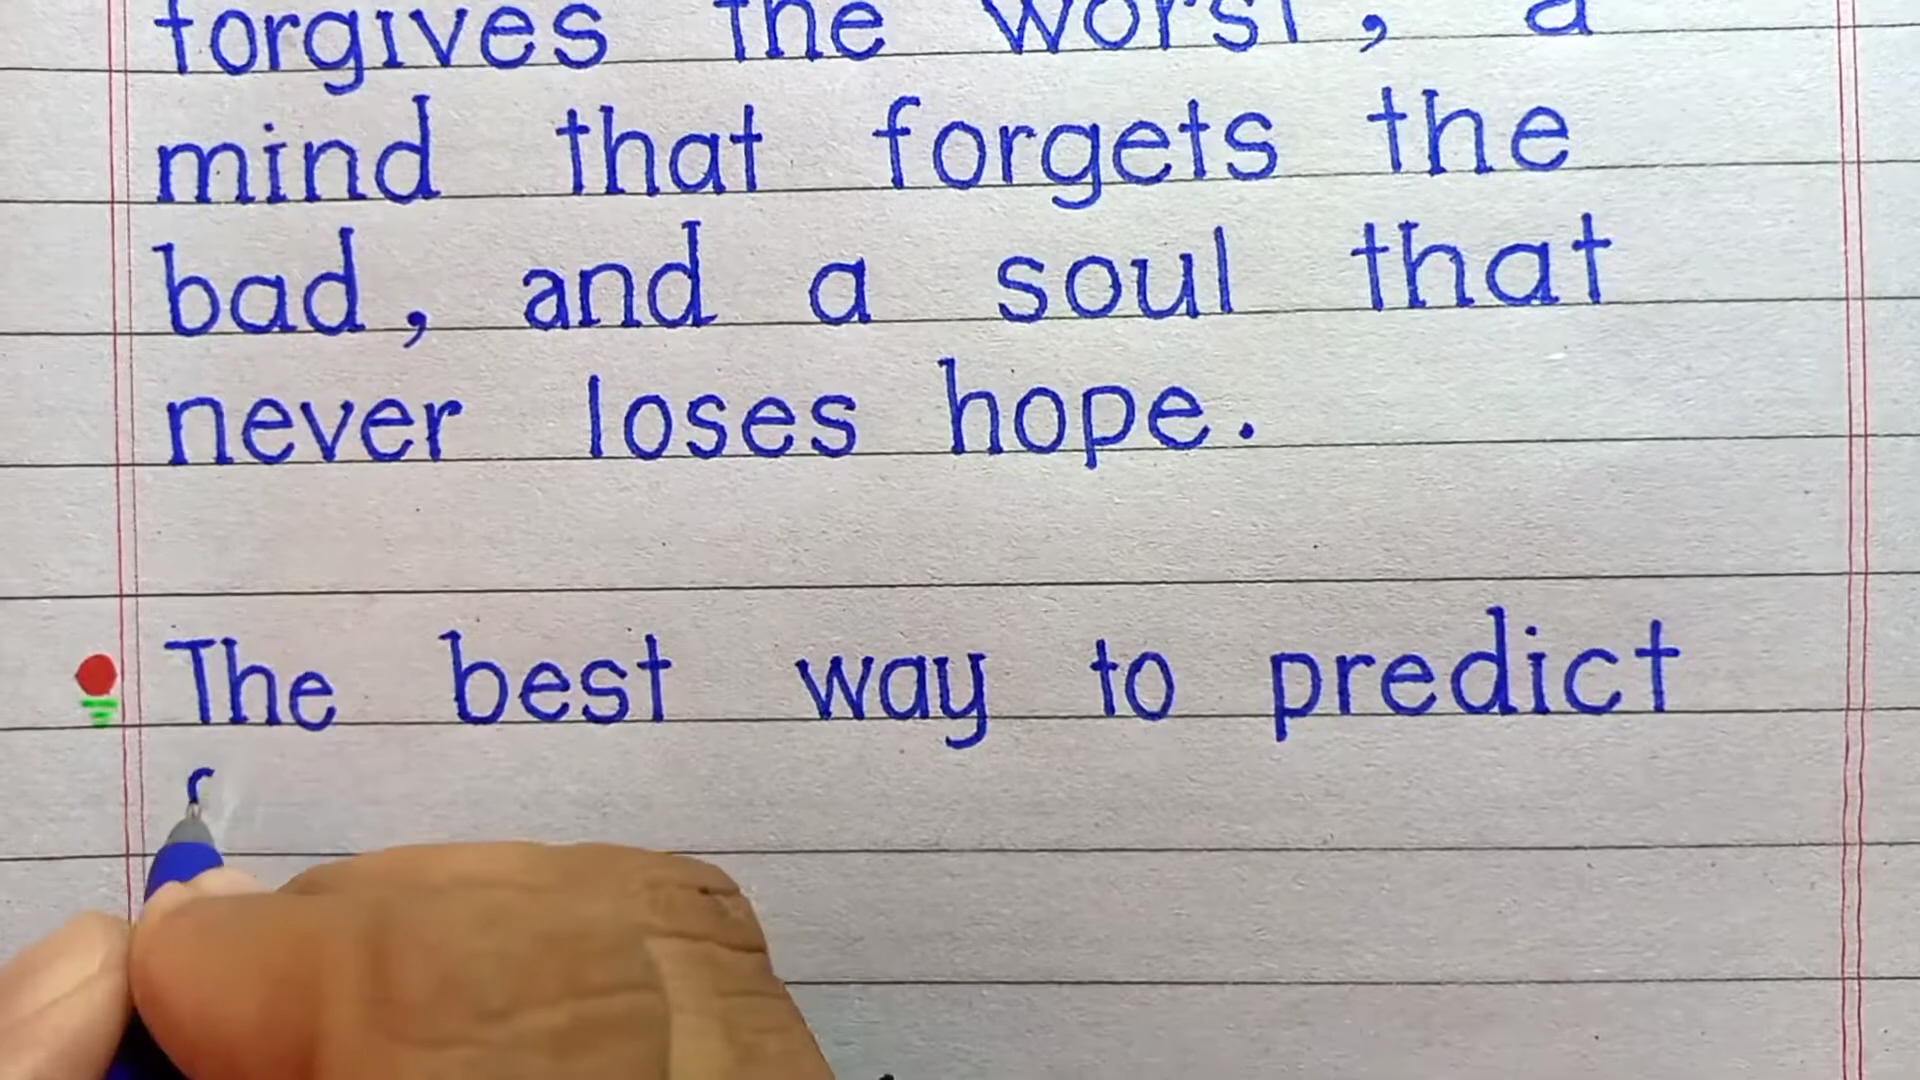 forgives the worst, a
mind that forgets the
bad, and a soul that
never loses hope.
The best way to predict